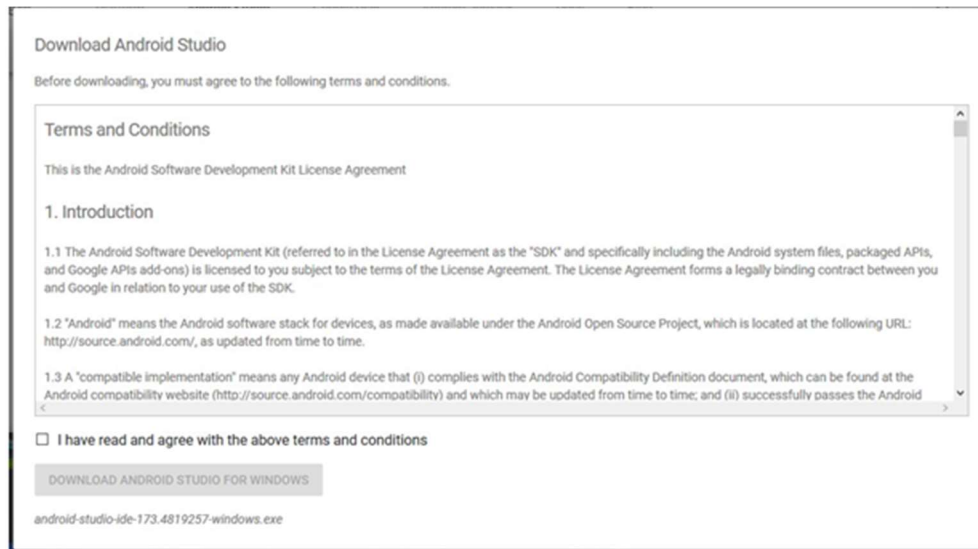 Download Android Studio
Before downloading, you must agree to the following terms and conditions.
Terms and Conditions
This is the Android Software Development Kit License Agreement
1. Introduction
1.1 The Android Software Development Kit (referred to in the License Agreement as the "SDK" and specifically including the Android system files, packaged APIs,
and Google APIs add-ons) is licensed to you subject to the terms of the License Agreement. The License Agreement forms a legally binding contract between you
and Google in relation to your use of the SDK.
1.2 "Android" means the Android software stack for devices, as made available under the Android Open Source Project, which is located at the following URL:
http://source.android.com/, as updated from time to time.
1.3 A "compatible implementation" means any Android device that (i) complies with the Android Compatibility Definition document, which can be found at the
Android compatibility website (http://source.android.com/compatibility) and which may be updated from time to time; and (ii) successfully passes the Android
I have read and agree with the above terms and conditions
DOWNLOAD ANDROID STUDIO FOR WINDOWS
android-studio-ide-173.4819257-windows.exe